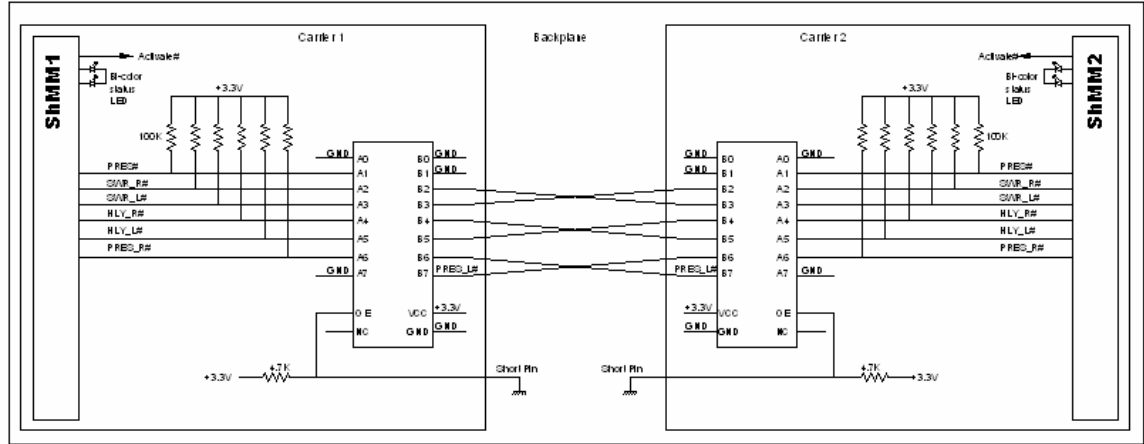 Carrier 1 Backplane Carrier 2
ShMM1
Activate#
Bi-color
status
LED
+3.3V
100K
PRES#
SWR_R#
SWR_L#
HLY_R#
HLY_L#
PRES_R#
GND A0 B0 GND
A1 B1 GND
A2 B2
A3 B3
A4 B4
A5 B5
A6 B6
GND A7 B7 PRES_L#
OE VCC +3.3V
NC GND GND
+3.3V 4.7K
Short Pin
ShMM2
Activate#
Bi-color
status
LED
+3.3V
100K
PRES#
SWR_R#
SWR_L#
HLY_R#
HLY_L#
PRES_R#
GND B0 A0 GND
GND B1 A1
B2 A2
B3 A3
B4 A4
B5 A5
B6 A6
PRES_L# B7 A7 GND
+3.3V VCC OE
GND GND NC
Short Pin
4.7K +3.3V